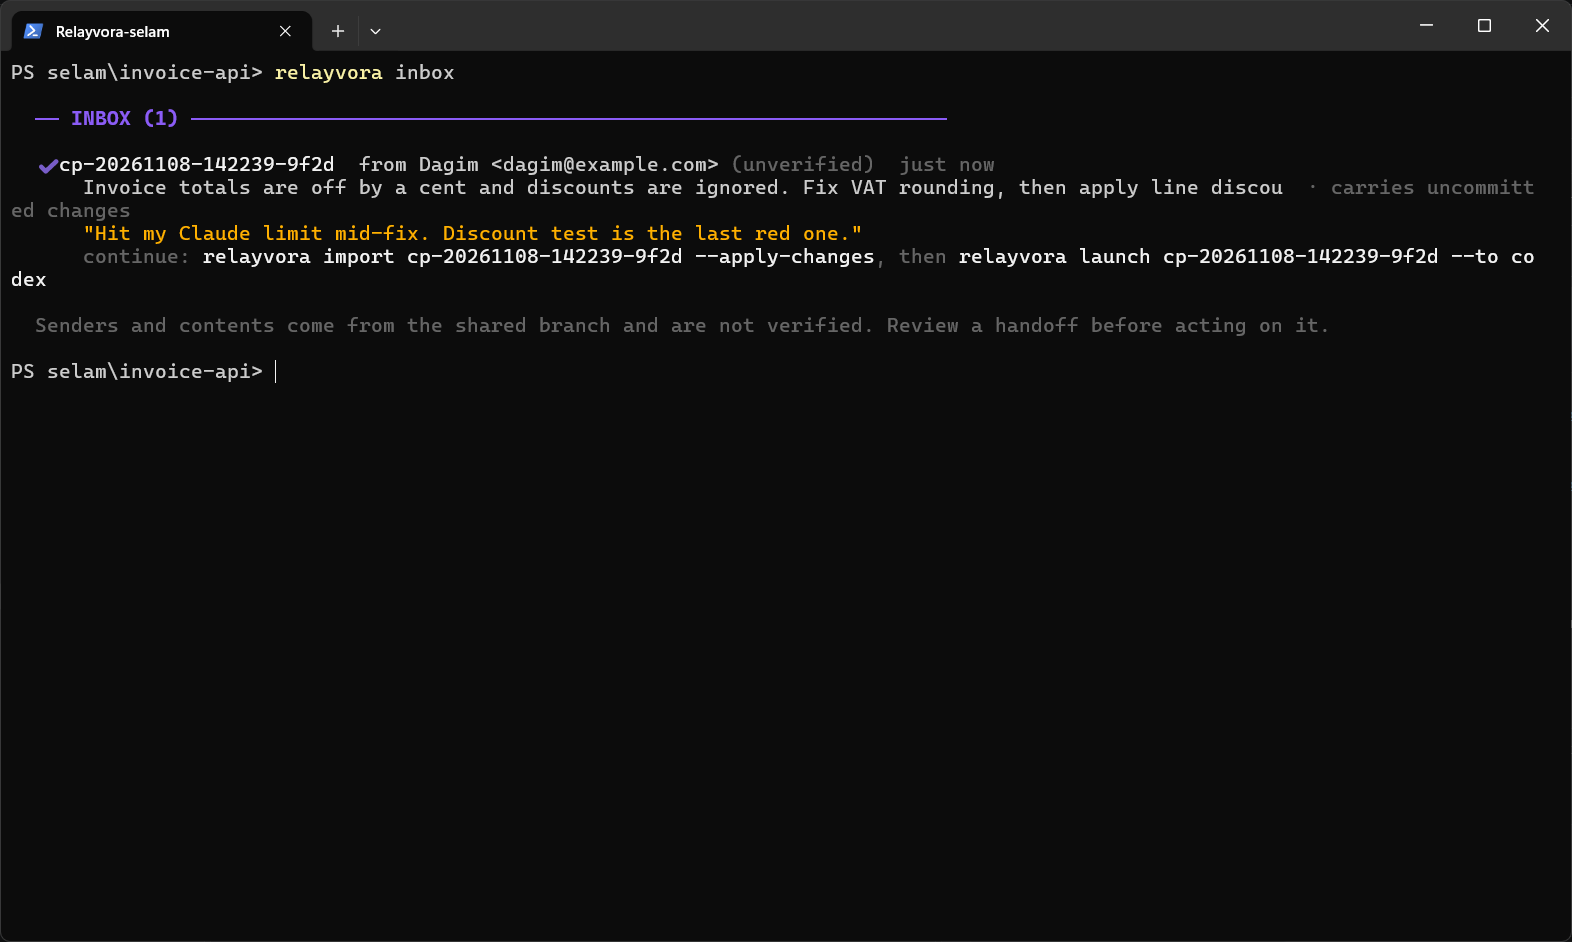 Relayvora-selam
PS selam\invoice-api> relayvora inbox
INBOX (1)
cp-20261108-142239-9f2d  from Dagim <dagim@example.com> (unverified)  just now
Invoice totals are off by a cent and discounts are ignored. Fix VAT rounding, then apply line discou  · carries uncommitt
ed changes
"Hit my Claude limit mid-fix. Discount test is the last red one."
continue: relayvora import cp-20261108-142239-9f2d --apply-changes, then relayvora launch cp-20261108-142239-9f2d --to co
dex
Senders and contents come from the shared branch and are not verified. Review a handoff before acting on it.
PS selam\invoice-api>